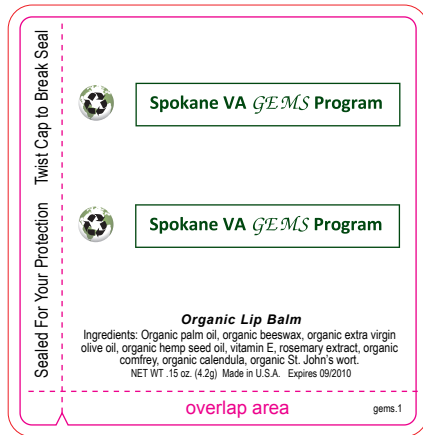 Sealed For Your Protection Twist Cap to Break Seal
Spokane VA GEMS Program
Spokane VA GEMS Program
Organic Lip Balm
Ingredients: Organic palm oil, organic beeswax, organic extra virgin
olive oil, organic hemp seed oil, vitamin E, rosemary extract, organic
comfrey, organic calendula, organic St. John's wort.
NET WT .15 oz. (4.2g) Made in U.S.A. Expires 09/2010
overlap area
gems.1